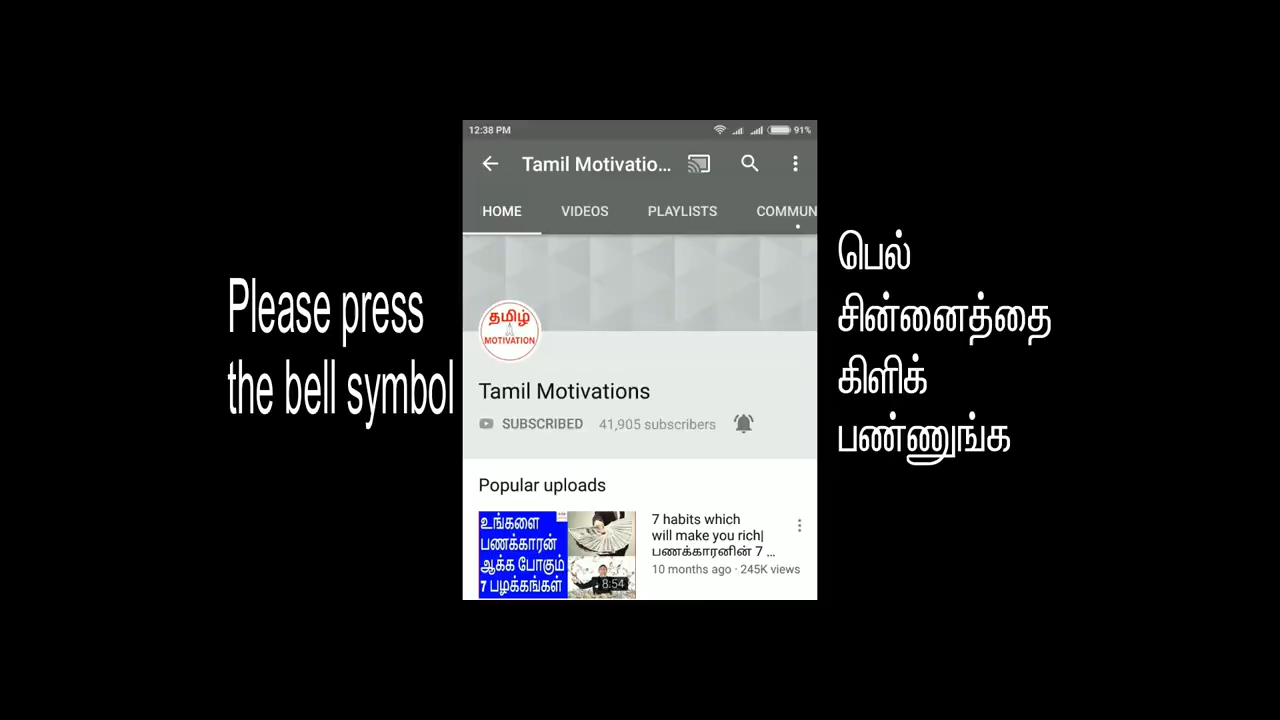 Please press
the bell symbol
12:38 PM
91%
Tamil Motivatio...
HOME VIDEOS PLAYLISTS COMMUN
தமிழ்
MOTIVATION
Tamil Motivations
SUBSCRIBED 41,905 subscribers
Popular uploads
உங்களை
பணக்காரன்
ஆக்க போகும்
7 பழக்கங்கள்
8:54
7 habits which
will make you rich|
பணக்காரனின் 7 ...
10 months ago · 245K views
பெல்
சின்னைத்தை
கிளிக்
பண்ணுங்க